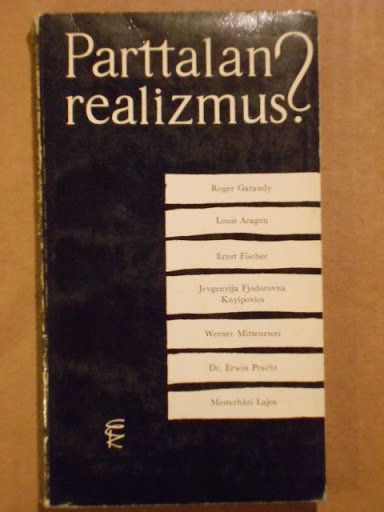 Parttalan
realizmus?
Roger Garaudy
Louis Aragon
Ernst Fischer
Jevgenyija Fjodorovna
Knyipovics
Werner Mittenzwei
Dr. Erwin Pracht
Mesterházi Lajos